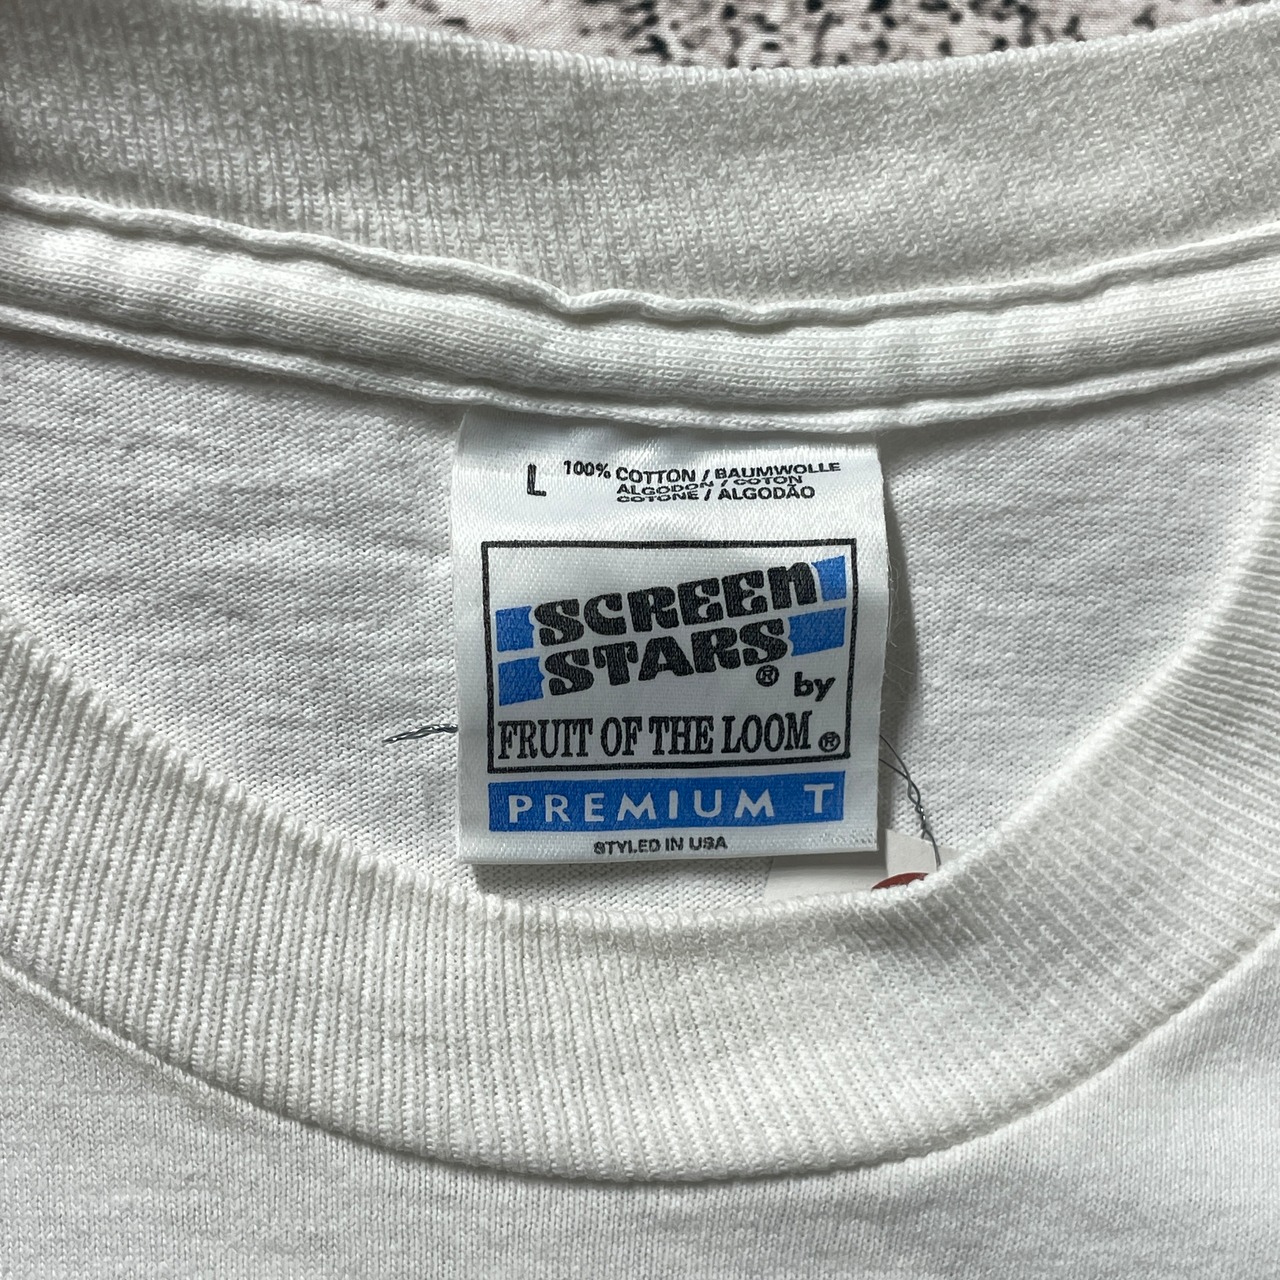 L 100% COTTON / BAUMWOLLE
ALGODON / COTON
COTONE / ALGODÃO
SCREEN
STARS® by
FRUIT OF THE LOOM®
PREMIUM T
STYLED IN USA